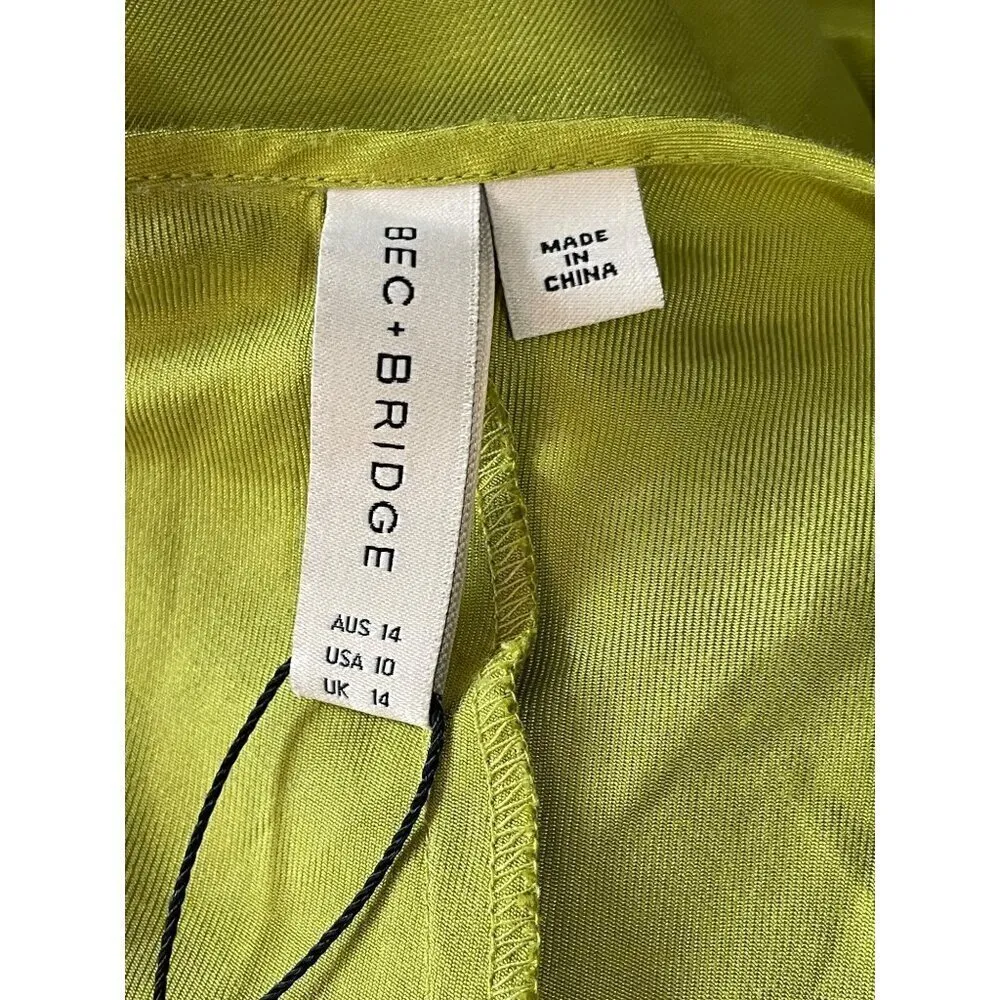 BEC + BRIDGE
AUS 14
USA 10
UK 14
MADE
IN
CHINA